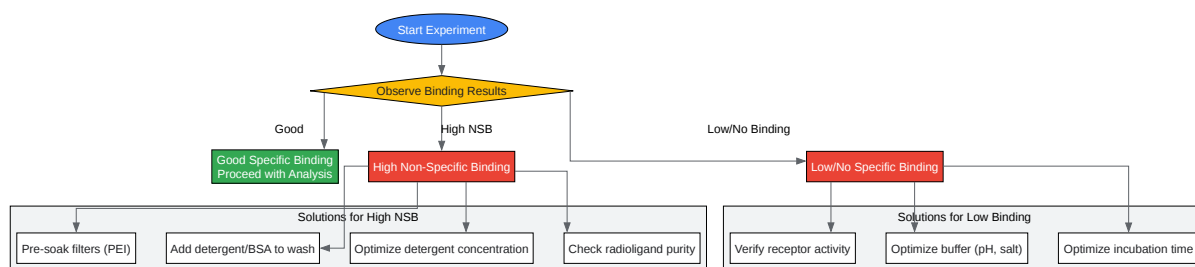 Start Experiment
Observe Binding Results
Good
High NSB
Low/No Binding
Good Specific Binding
Proceed with Analysis
High Non-Specific Binding
Low/No Specific Binding
Solutions for High NSB
Solutions for Low Binding
Pre-soak filters (PEI)
Add detergent/BSA to wash
Optimize detergent concentration
Check radioligand purity
Verify receptor activity
Optimize buffer (pH, salt)
Optimize incubation time